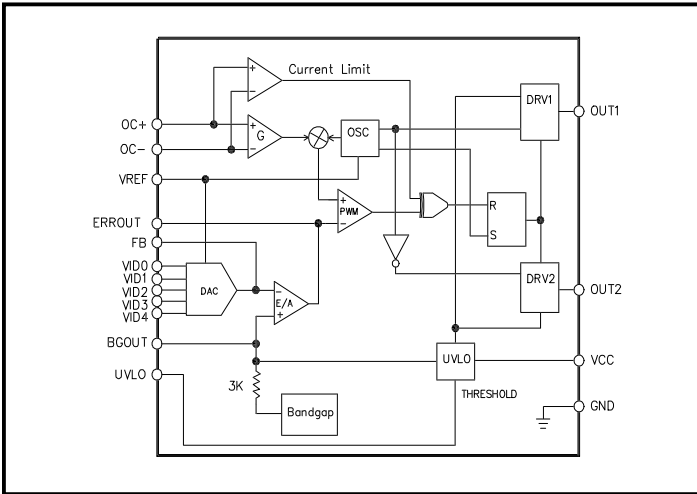 Current Limit
DRV1
OUT1
OC+
+
-
+
G
-
OSC
OC-
VREF
+
PWM
-
R
S
ERROUT
FB
VID0
VID1
VID2
VID3
VID4
DAC
-
E/A
+
DRV2
OUT2
BGOUT
UVLO
VCC
UVLO
3K
THRESHOLD
Bandgap
GND